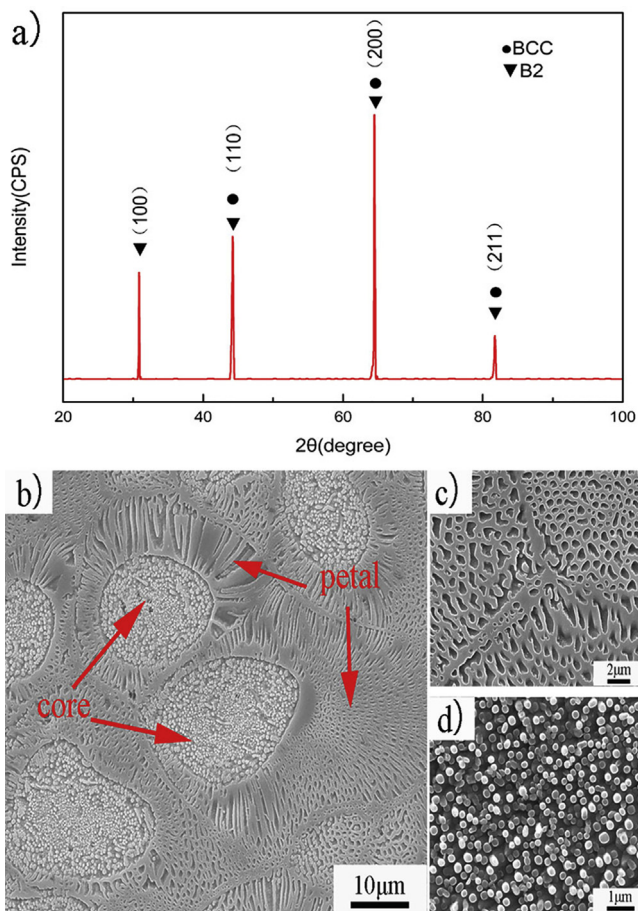 a)
Intensity(CPS)
(100)
(110)
(200)
(211)
●BCC
▼B2
20 40 60 80 100
2θ(degree)
b)
petal
core
10μm
c)
2μm
d)
1μm